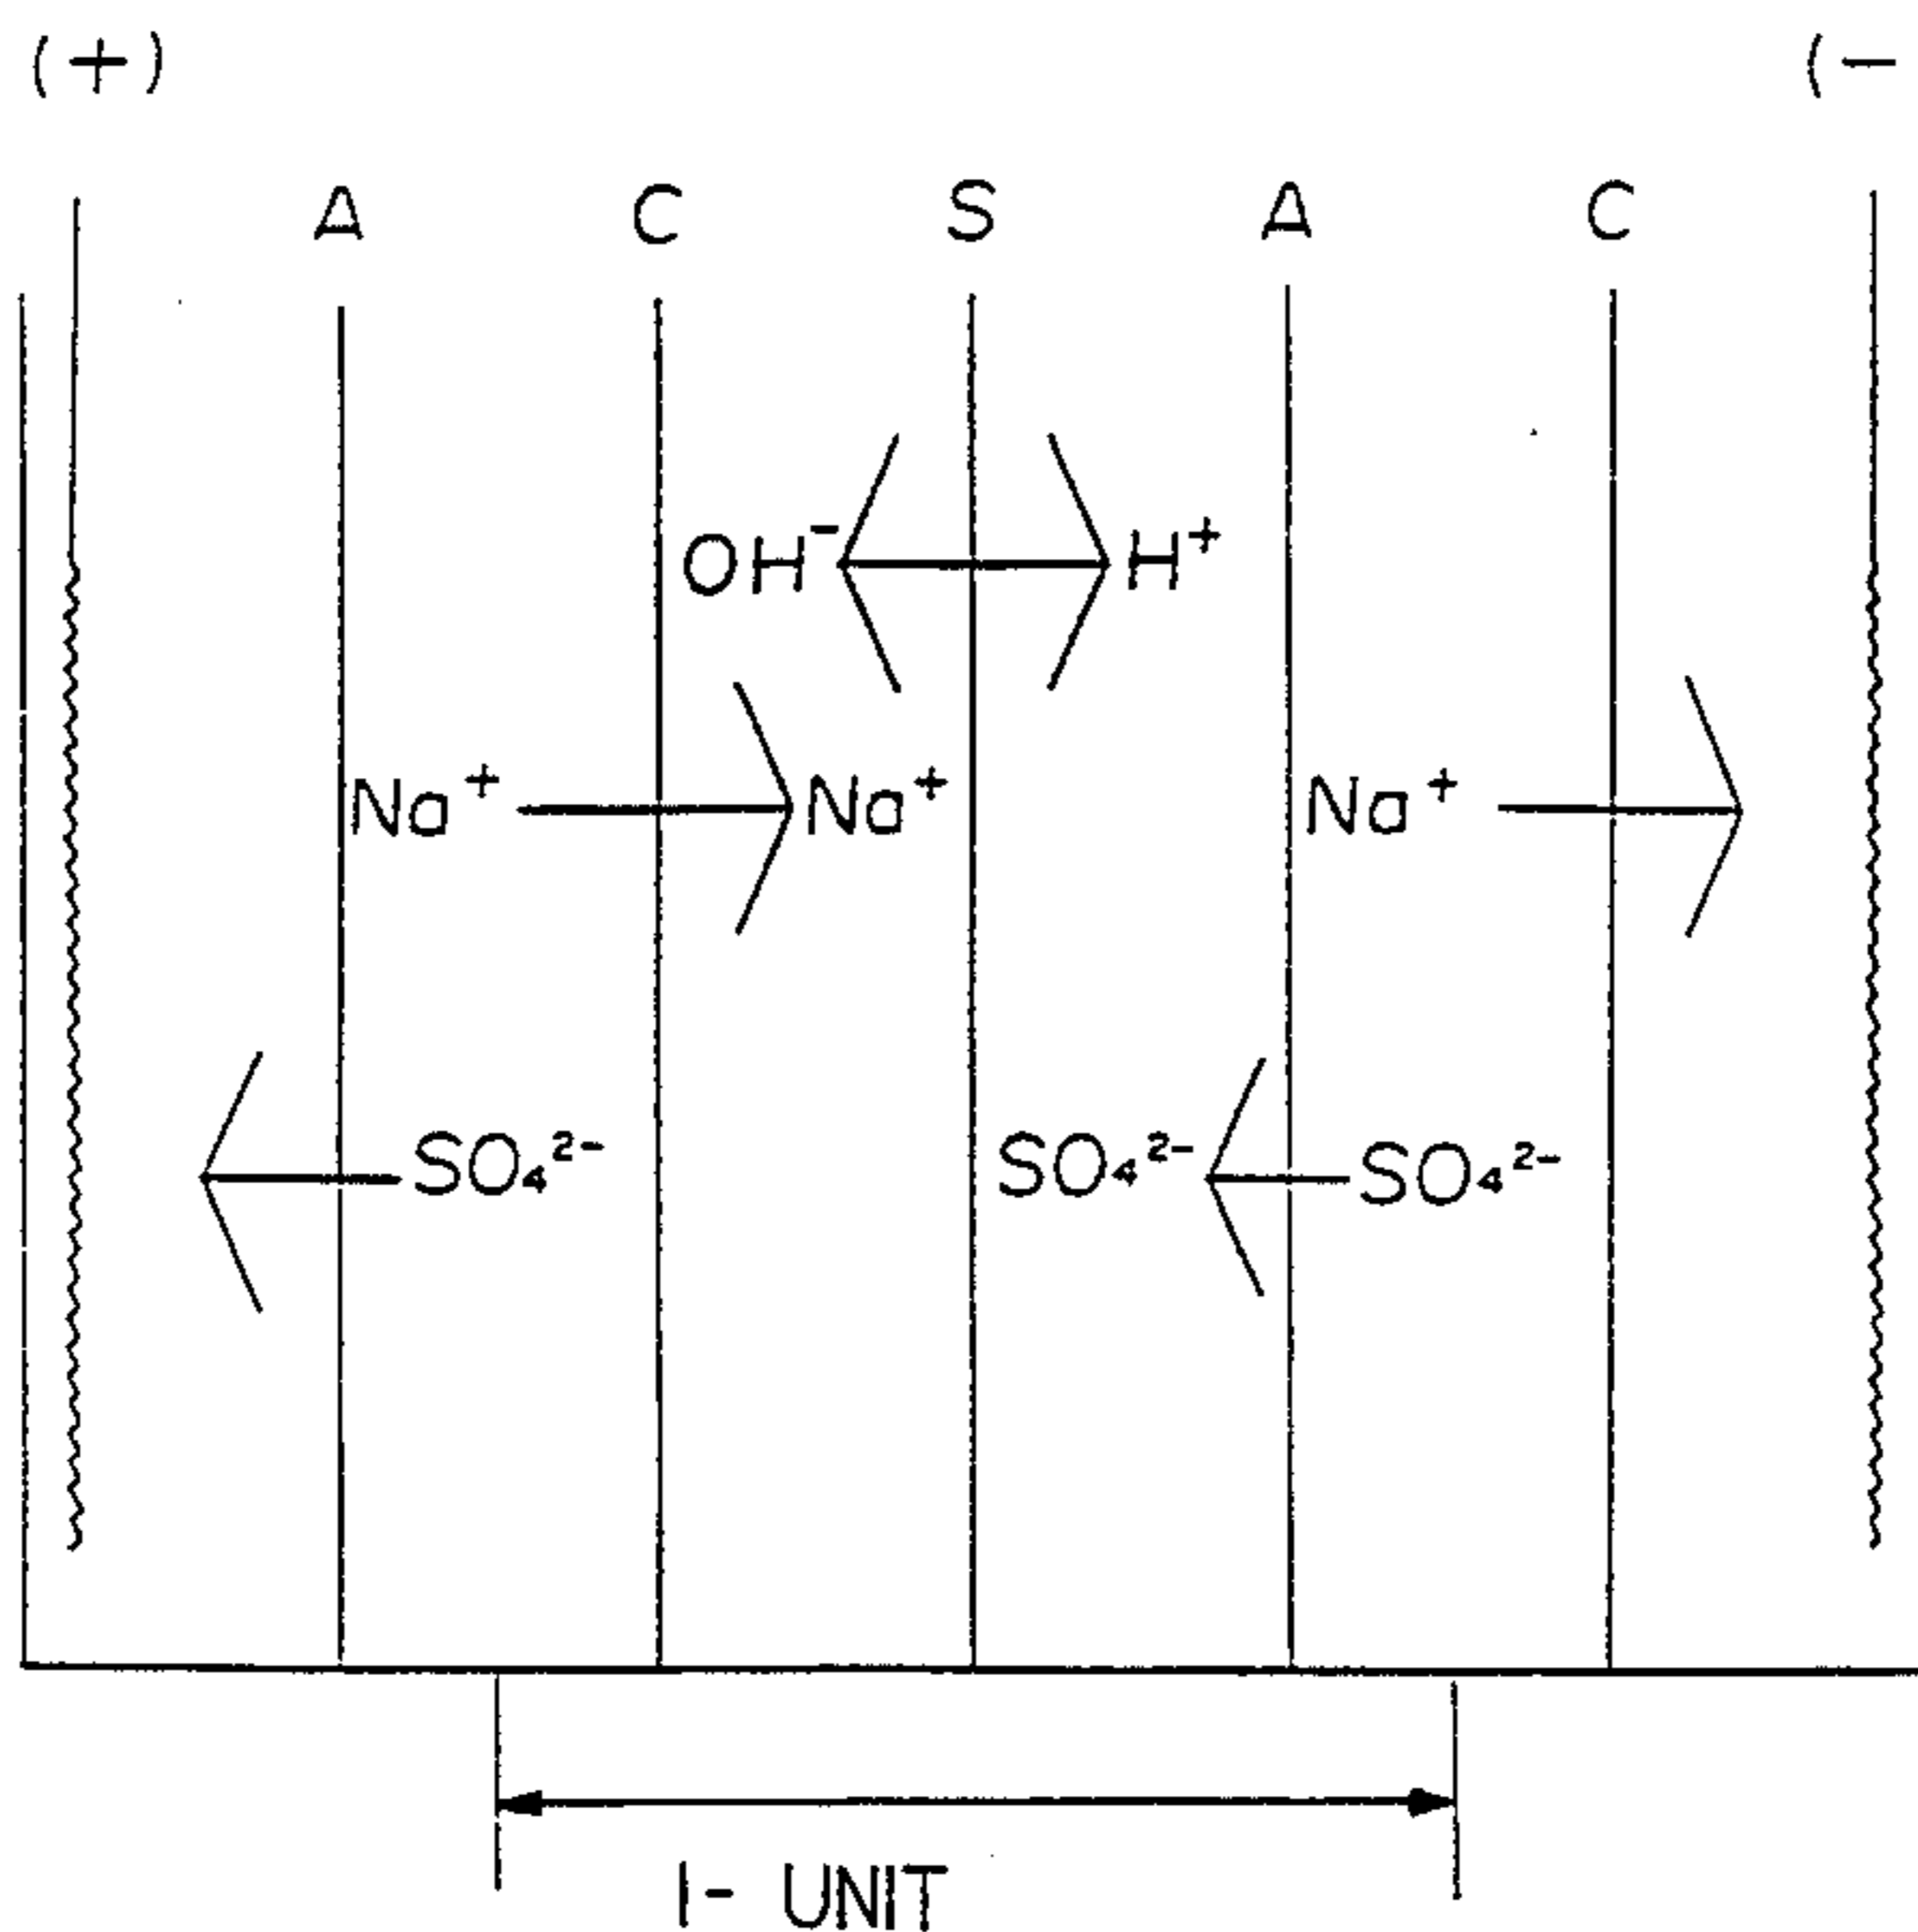 (+) (-
A C S A C
OH⁻ H⁺
Na⁺ Na⁺ Na⁺
SO₄²⁻ SO₄²⁻ SO₄²⁻
1- UNIT